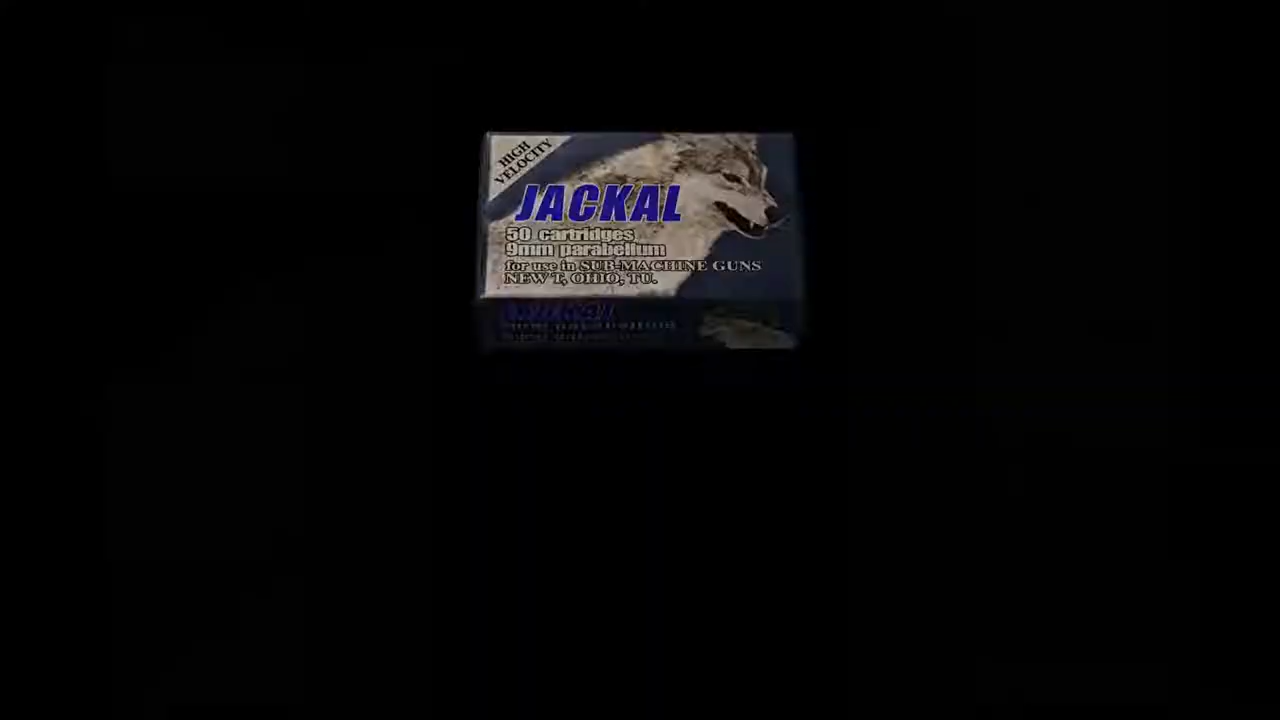 HIGH
VELOCITY
JACKAL
50 cartridges
9mm parabellum
for use in SUB-MACHINE GUNS
NEW T, OHIO, TU.